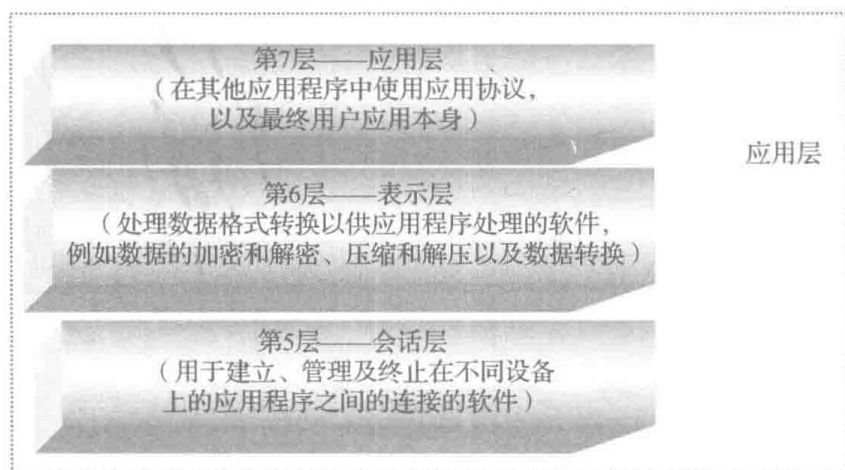 第7层——应用层
（在其他应用程序中使用应用协议，
以及最终用户应用本身）
应用层
第6层——表示层
（处理数据格式转换以供应用程序处理的软件，
例如数据的加密和解密、压缩和解压以及数据转换）
第5层——会话层
（用于建立、管理及终止在不同设备
上的应用程序之间的连接的软件）